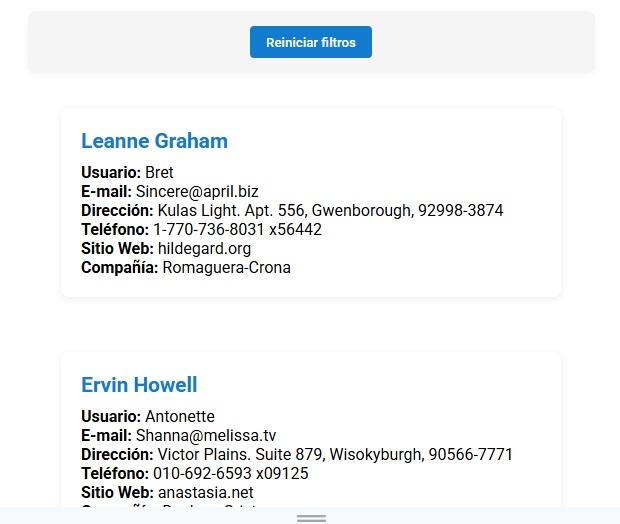 Reiniciar filtros
Leanne Graham
Usuario: Bret
E-mail: Sincere@april.biz
Dirección: Kulas Light. Apt. 556, Gwenborough, 92998-3874
Teléfono: 1-770-736-8031 x56442
Sitio Web: hildegard.org
Compañía: Romaguera-Crona
Ervin Howell
Usuario: Antonette
E-mail: Shanna@melissa.tv
Dirección: Victor Plains. Suite 879, Wisokyburgh, 90566-7771
Teléfono: 010-692-6593 x09125
Sitio Web: anastasia.net